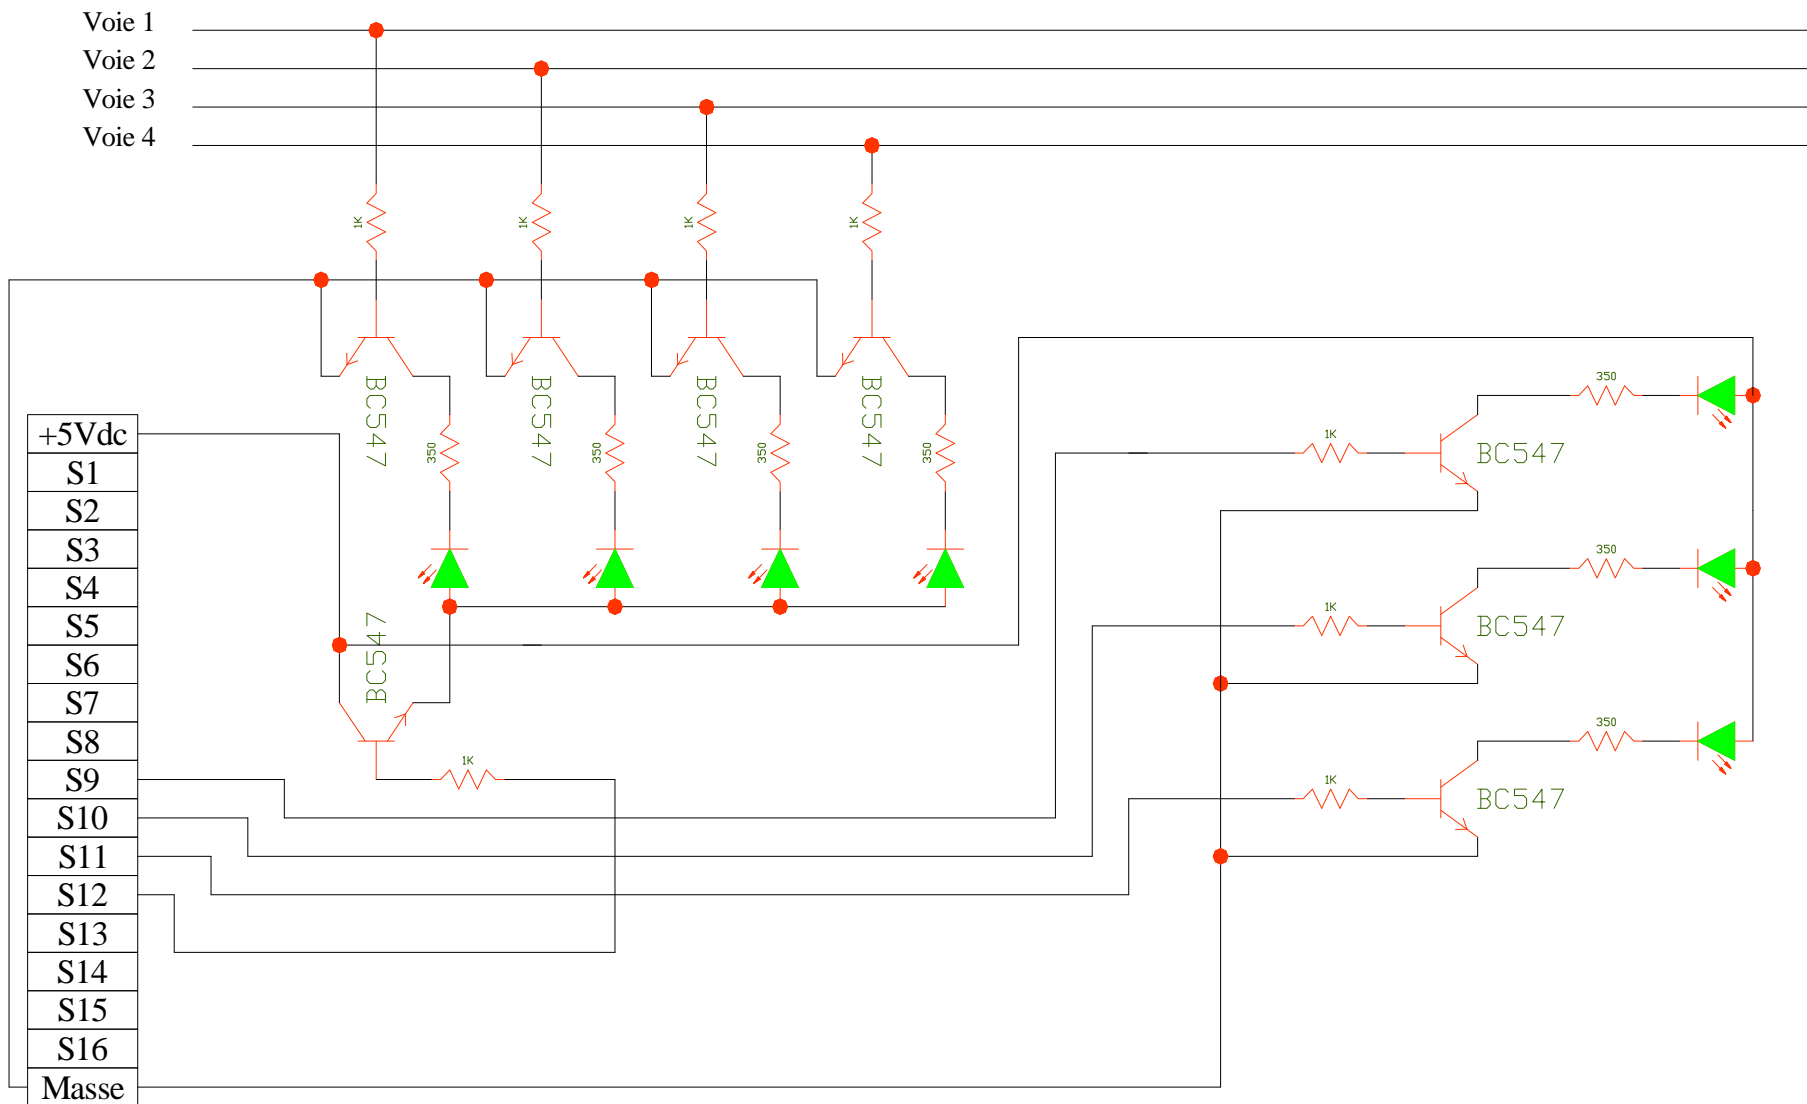 Voie 1
Voie 2
Voie 3
Voie 4
1K
1K
1K
1K
BC547
BC547
BC547
BC547
350
350
350
350
+5Vdc
S1
S2
S3
S4
S5
S6
S7
S8
S9
S10
S11
S12
S13
S14
S15
S16
Masse
BC547
1K
350
1K
BC547
350
1K
BC547
350
1K
BC547